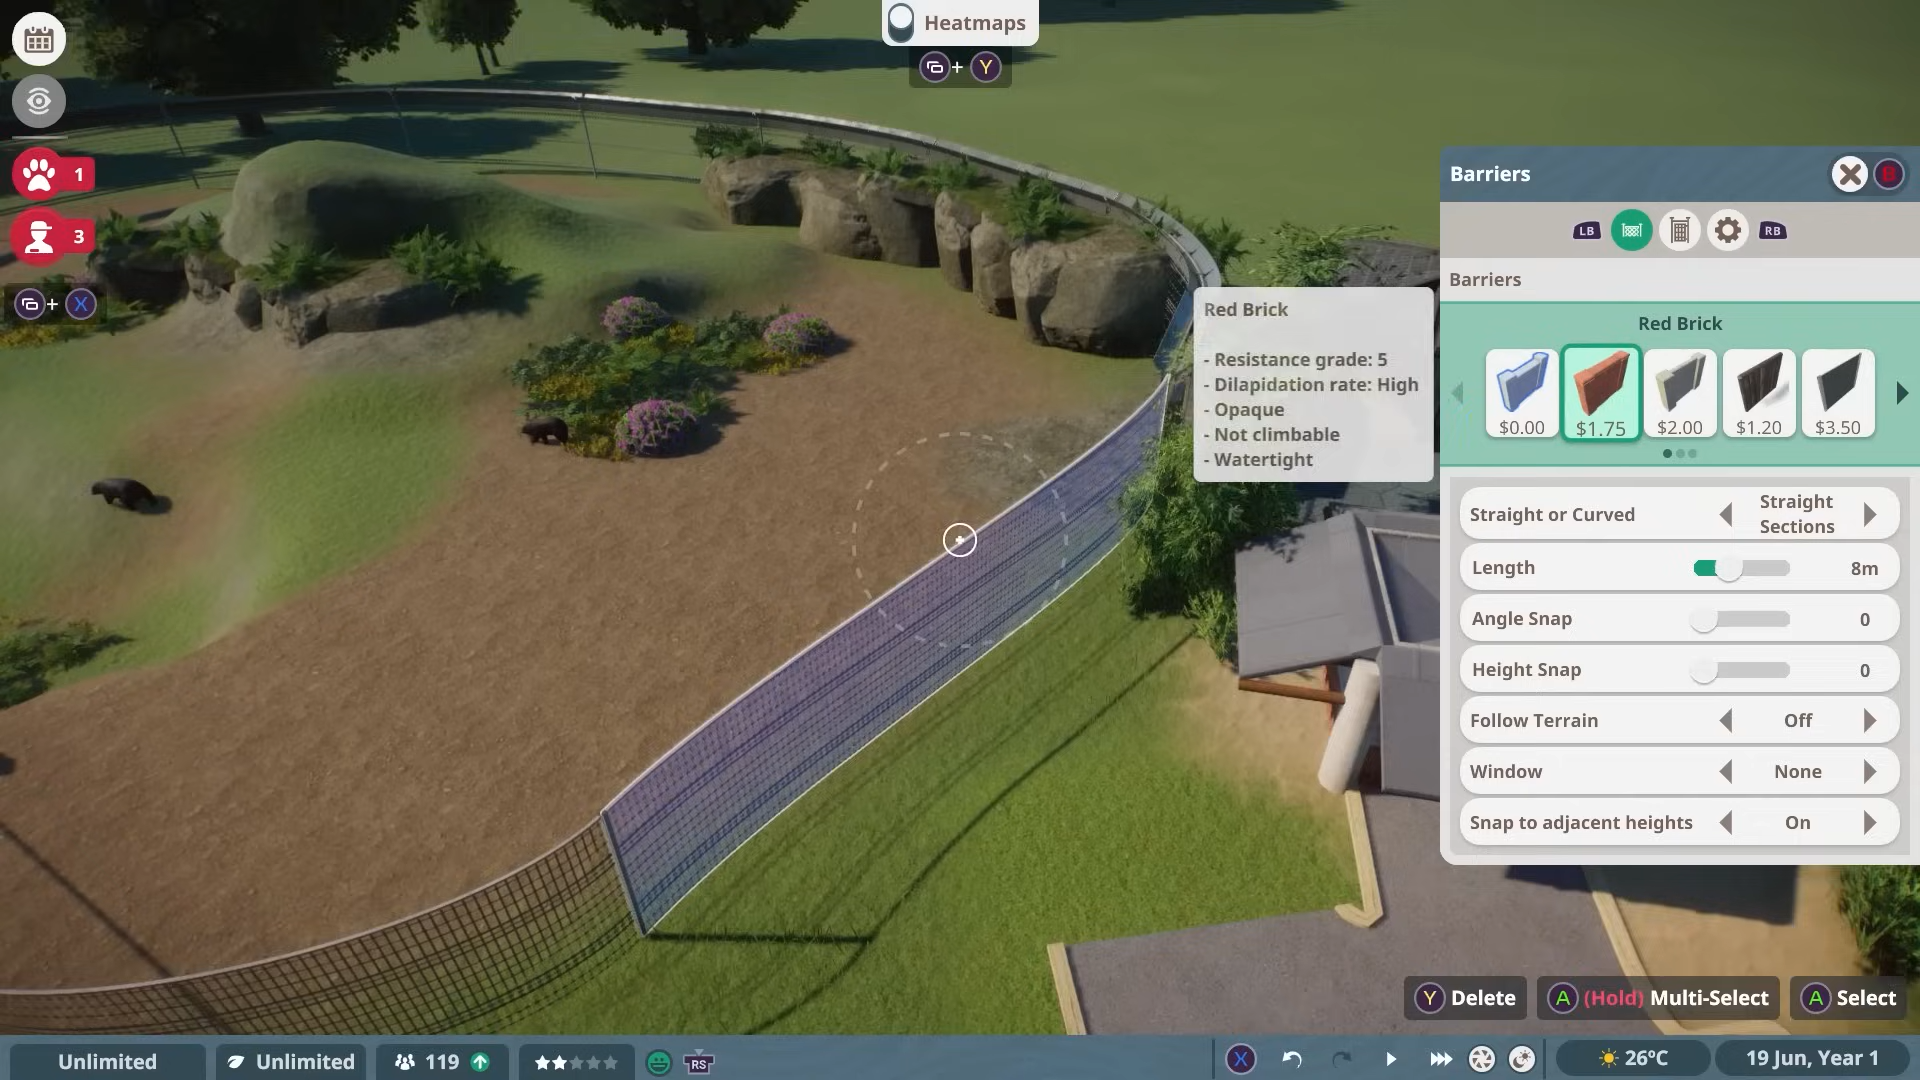 Heatmaps
+ Y
1
3
+ X
Barriers
B
LB
RB
Barriers
Red Brick
$0.00
$1.75
$2.00
$1.20
$3.50
Red Brick
- Resistance grade: 5
- Dilapidation rate: High
- Opaque
- Not climbable
- Watertight
Straight or Curved
Straight
Sections
Length
8m
Angle Snap
0
Height Snap
0
Follow Terrain
Off
Window
None
Snap to adjacent heights
On
Y Delete
A (Hold) Multi-Select
A Select
Unlimited
Unlimited
119
RS
X
26°C
19 Jun, Year 1